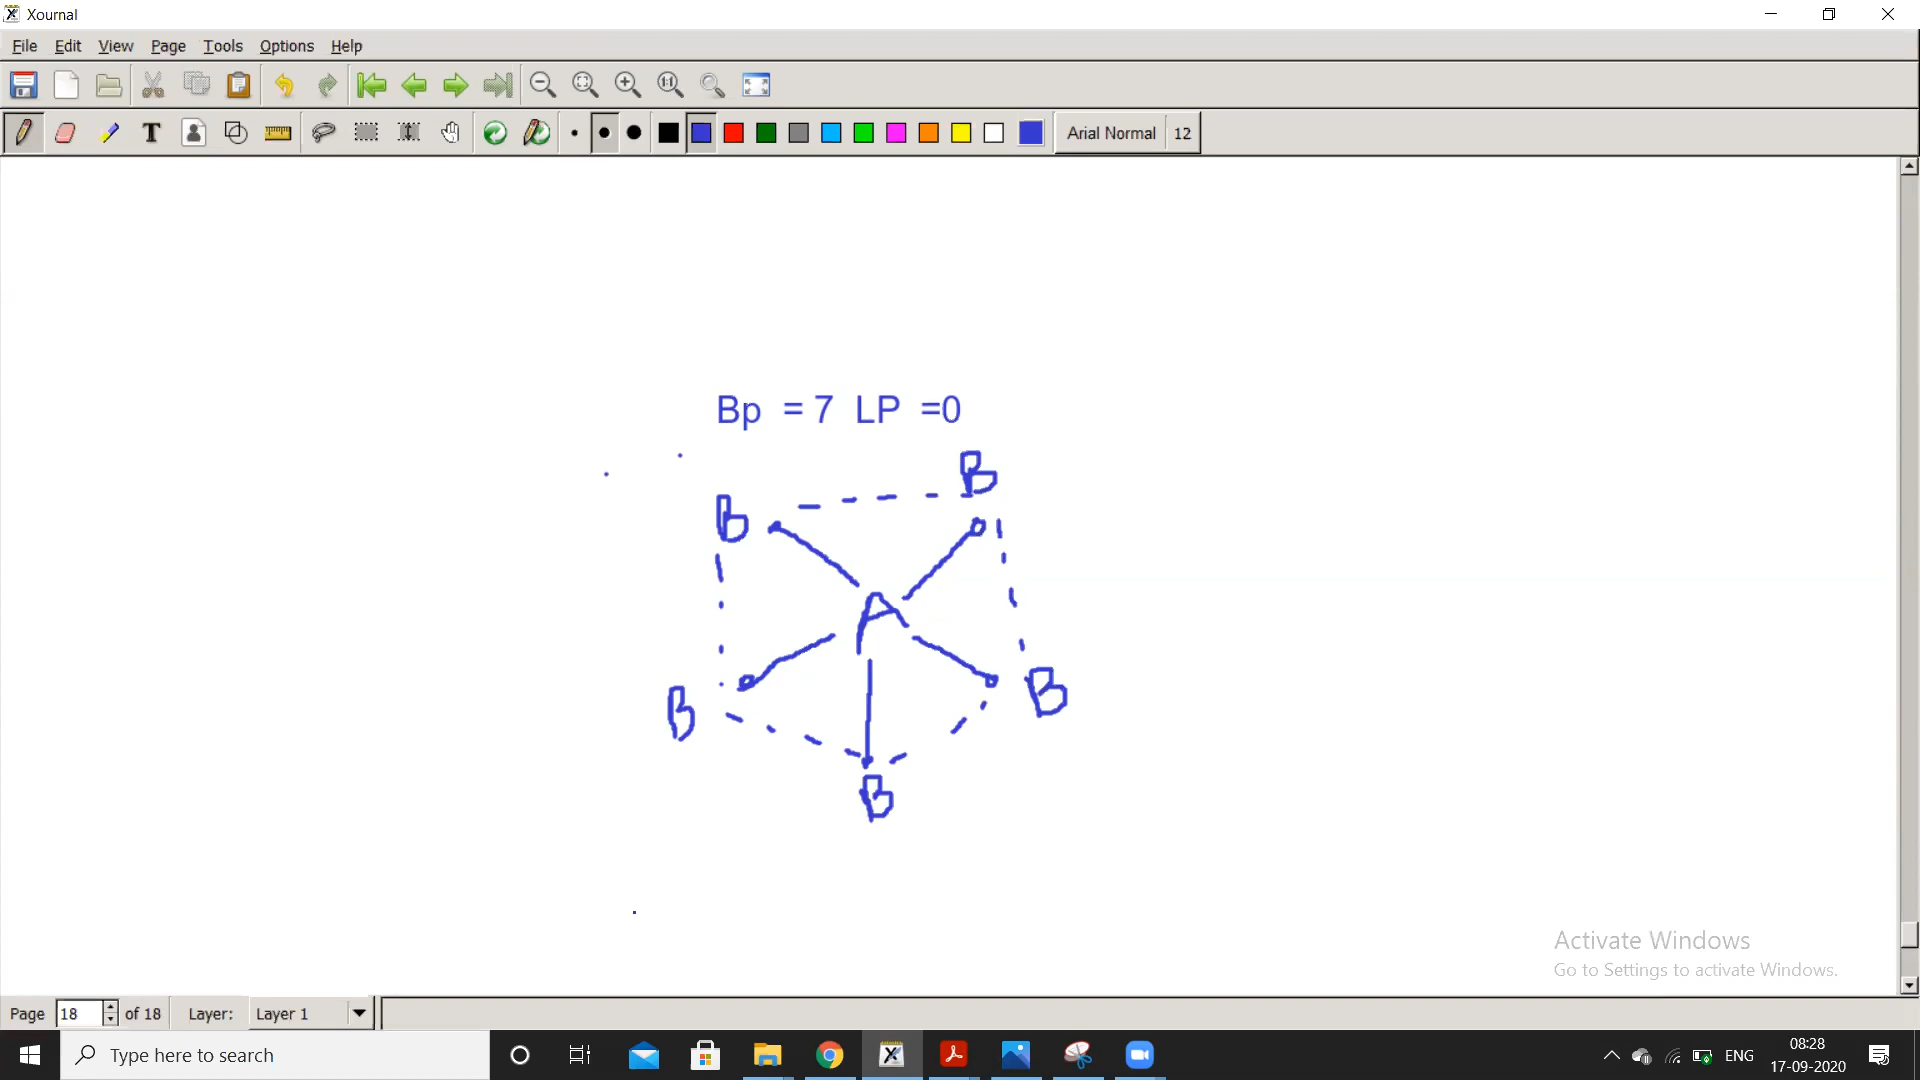 Xournal
File Edit View Page Tools Options Help
Arial Normal 12
Bp = 7 LP =0
B
B
A
B
B
B
Activate Windows
Go to Settings to activate Windows.
Page 18 of 18 Layer: Layer 1
Type here to search
ENG
08:28
17-09-2020